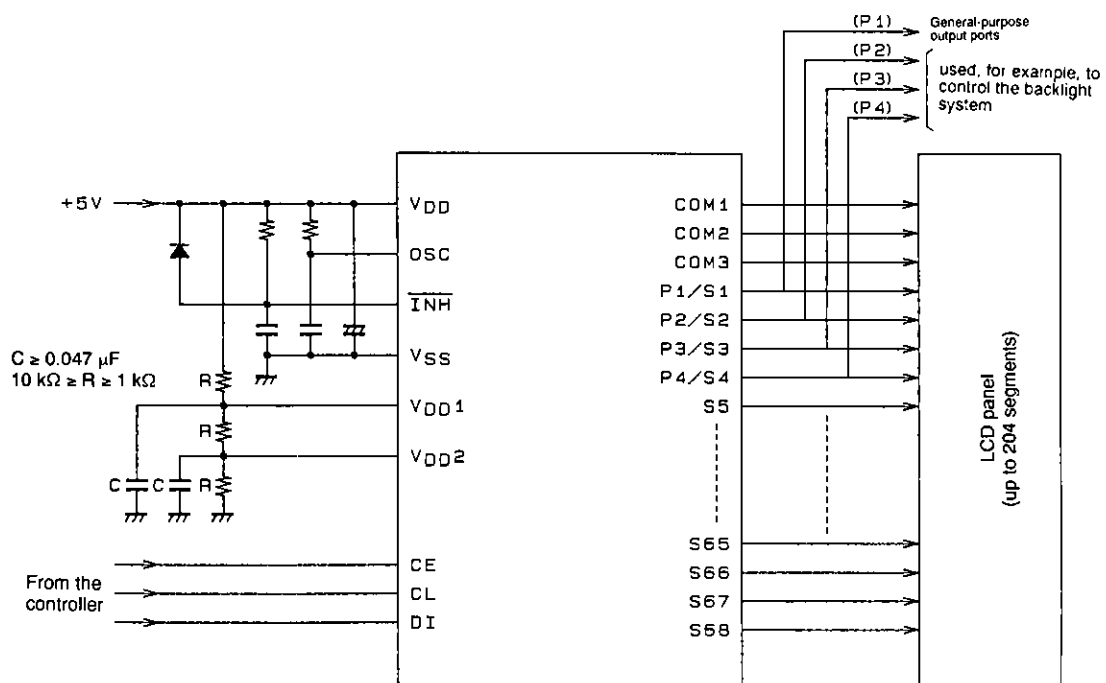 (P1)
General-purpose
output ports
(P2)
(P3)
(P4)
used, for example, to
control the backlight
system
+5V
VDD
OSC
INH
VSS
C ≥ 0.047 μF
10 kΩ ≥ R ≥ 1 kΩ
R
VDD1
R
VDD2
C
C
R
From the
controller
CE
CL
DI
COM1
COM2
COM3
P1/S1
P2/S2
P3/S3
P4/S4
S5
S65
S66
S67
S68
LCD panel
(up to 204 segments)